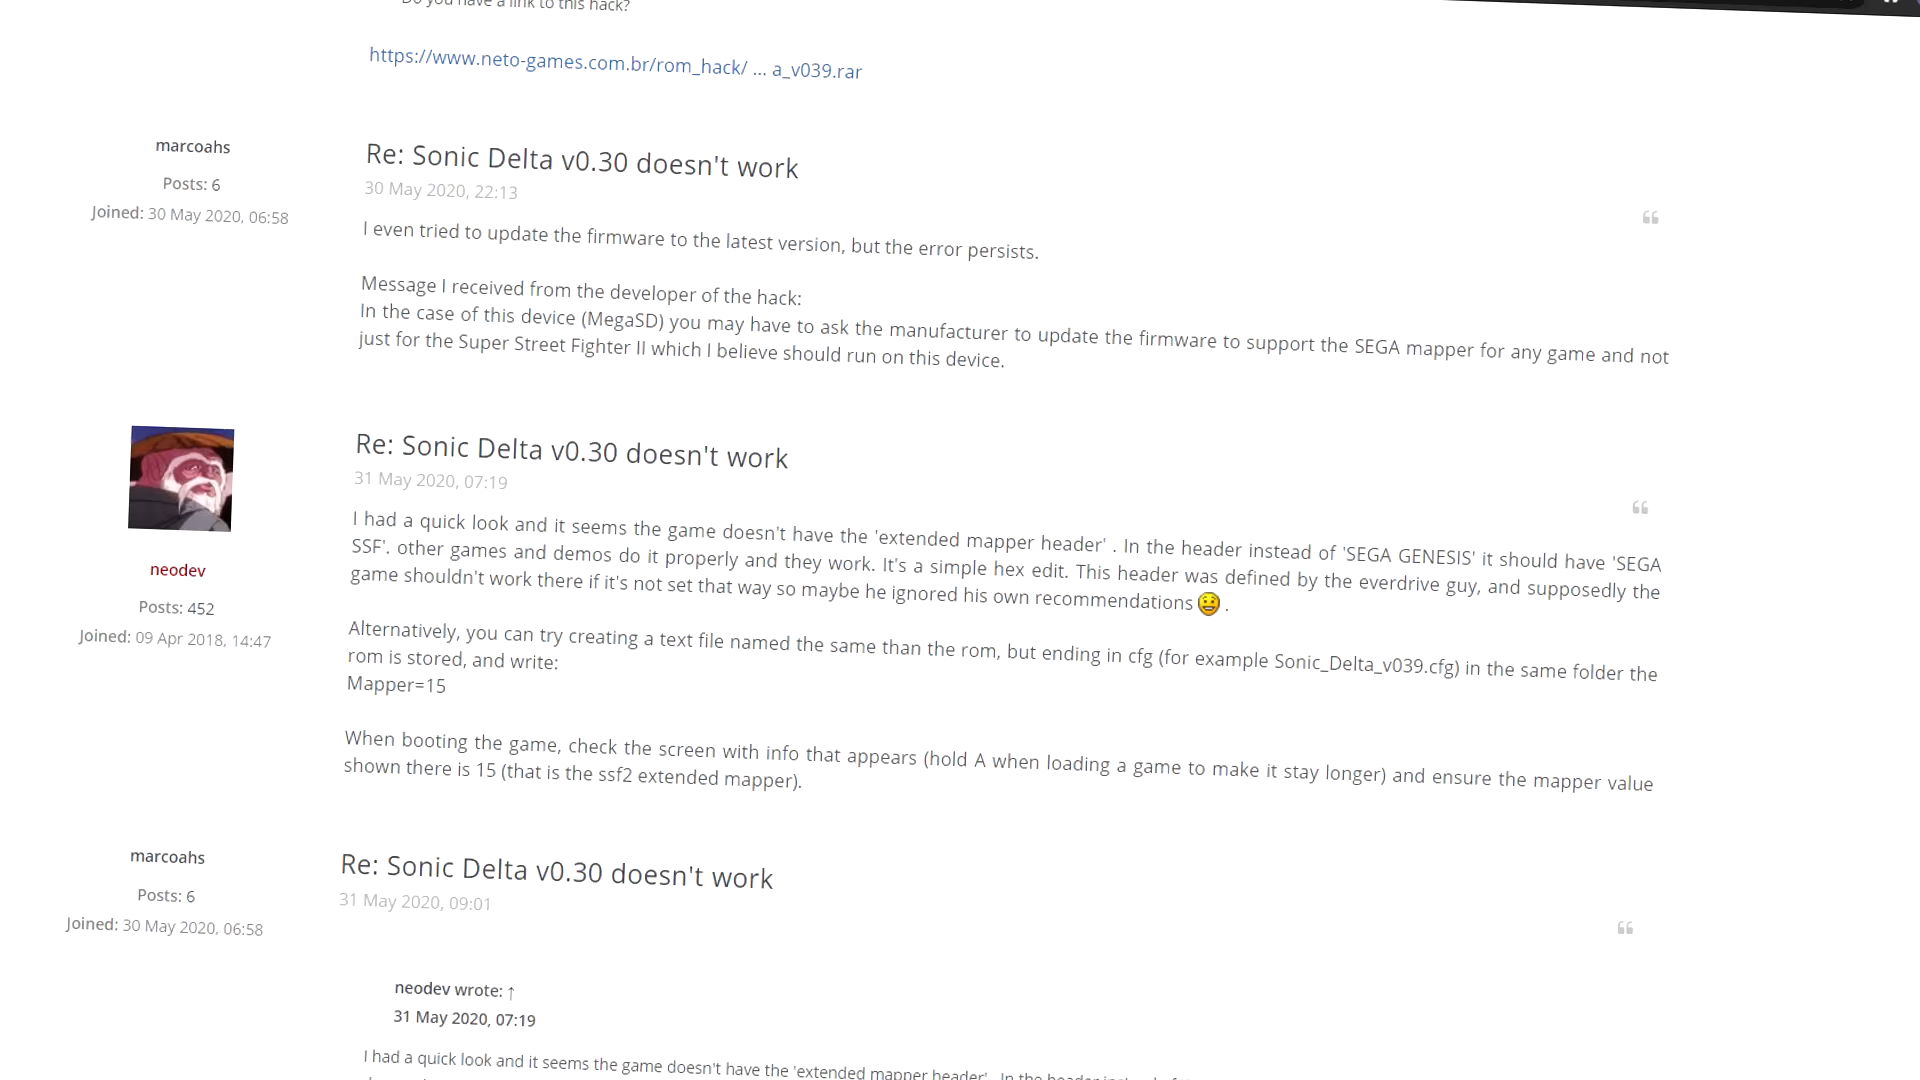 Do you have a link to this hack?
https://www.neto-games.com.br/rom_hack/ ... a_v039.rar
marcoahs
Posts: 6
Joined: 30 May 2020, 06:58
Re: Sonic Delta v0.30 doesn't work
30 May 2020, 22:13
I even tried to update the firmware to the latest version, but the error persists.
Message I received from the developer of the hack:
In the case of this device (MegaSD) you may have to ask the manufacturer to update the firmware to support the SEGA mapper for any game and not
just for the Super Street Fighter II which I believe should run on this device.
neodev
Posts: 452
Joined: 09 Apr 2018, 14:47
Re: Sonic Delta v0.30 doesn't work
31 May 2020, 07:19
I had a quick look and it seems the game doesn't have the 'extended mapper header' . In the header instead of 'SEGA GENESIS' it should have 'SEGA
SSF'. other games and demos do it properly and they work. It's a simple hex edit. This header was defined by the everdrive guy, and supposedly the
game shouldn't work there if it's not set that way so maybe he ignored his own recommendations .
Alternatively, you can try creating a text file named the same than the rom, but ending in cfg (for example Sonic_Delta_v039.cfg) in the same folder the
rom is stored, and write:
Mapper=15
When booting the game, check the screen with info that appears (hold A when loading a game to make it stay longer) and ensure the mapper value
shown there is 15 (that is the ssf2 extended mapper).
marcoahs
Posts: 6
Joined: 30 May 2020, 06:58
Re: Sonic Delta v0.30 doesn't work
31 May 2020, 09:01
neodev wrote: ↑
31 May 2020, 07:19
I had a quick look and it seems the game doesn't have the 'extended mapper header' . In the header instead of